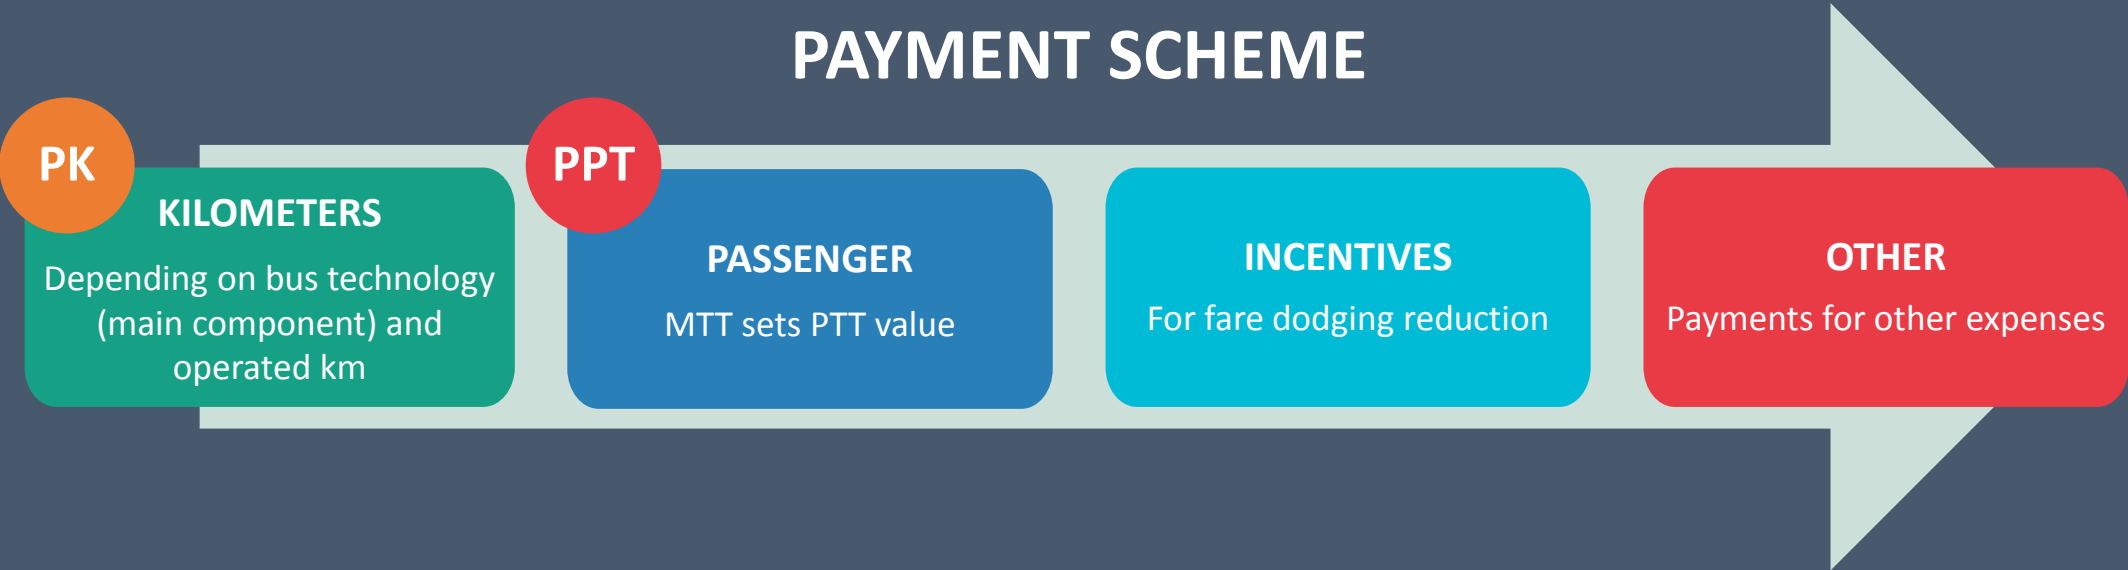 PAYMENT SCHEME
PK
KILOMETERS
Depending on bus technology
(main component) and
operated km
PPT
PASSENGER
MTT sets PTT value
INCENTIVES
For fare dodging reduction
OTHER
Payments for other expenses